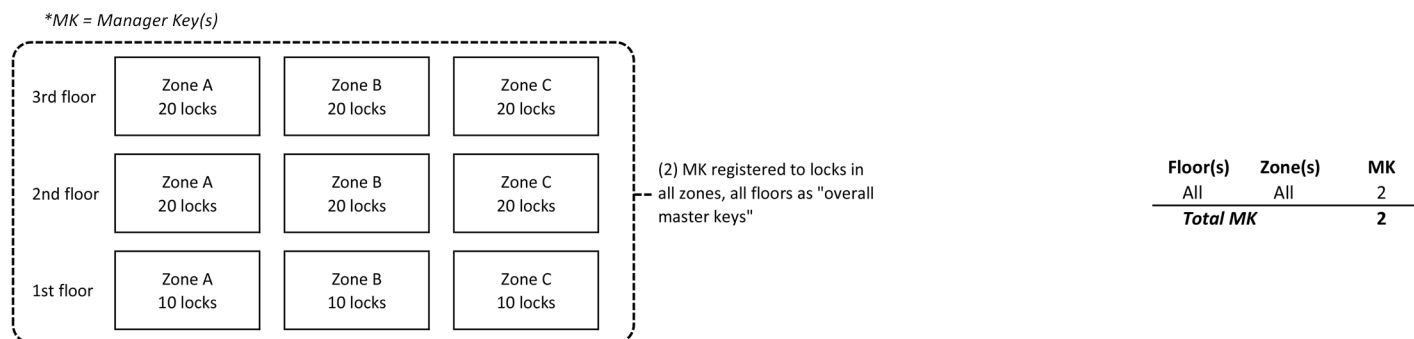 *MK = Manager Key(s)
3rd floor
Zone A
20 locks
Zone B
20 locks
Zone C
20 locks
2nd floor
Zone A
20 locks
Zone B
20 locks
Zone C
20 locks
1st floor
Zone A
10 locks
Zone B
10 locks
Zone C
10 locks
(2) MK registered to locks in
all zones, all floors as "overall
master keys"
Floor(s) Zone(s) MK
All All 2
Total MK 2